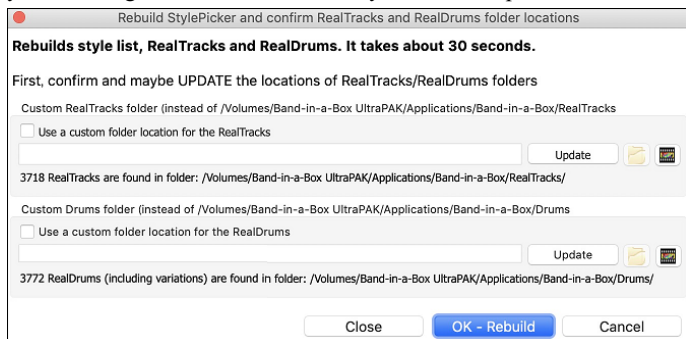 Rebuild StylePicker and confirm RealTracks and RealDrums folder locations
Rebuilds style list, RealTracks and RealDrums. It takes about 30 seconds.
First, confirm and maybe UPDATE the locations of RealTracks/RealDrums folders
Custom RealTracks folder (instead of /Volumes/Band-in-a-Box UltraPAK/Applications/Band-in-a-Box/RealTracks
Use a custom folder location for the RealTracks
Update
3718 RealTracks are found in folder: /Volumes/Band-in-a-Box UltraPAK/Applications/Band-in-a-Box/RealTracks/
Custom Drums folder (instead of /Volumes/Band-in-a-Box UltraPAK/Applications/Band-in-a-Box/Drums
Use a custom folder location for the RealDrums
Update
3772 RealDrums (including variations) are found in folder: /Volumes/Band-in-a-Box UltraPAK/Applications/Band-in-a-Box/Drums/
Close OK - Rebuild Cancel